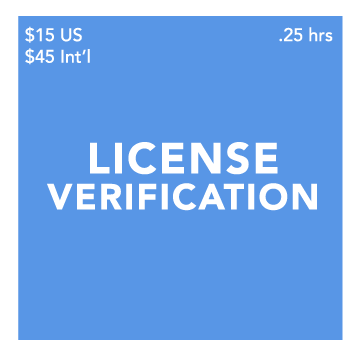 $15 US
.25 hrs
$45 Int'l
LICENSE
VERIFICATION